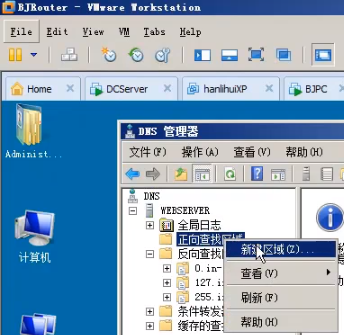 BJRouter - VMware Workstation
File Edit View VM Tabs Help
Home DCServer hanlihuiXP BJPC
Administ...
计算机
DNS 管理器
文件(F) 操作(A) 查看(V) 帮助(H)
DNS
WEBSERVER
全局日志
正向查找区域
反向查找
0.in-
127.i
255.i
条件转发
缓存的查
新建区域(Z)...
查看(V)
刷新(F)
帮助(H)